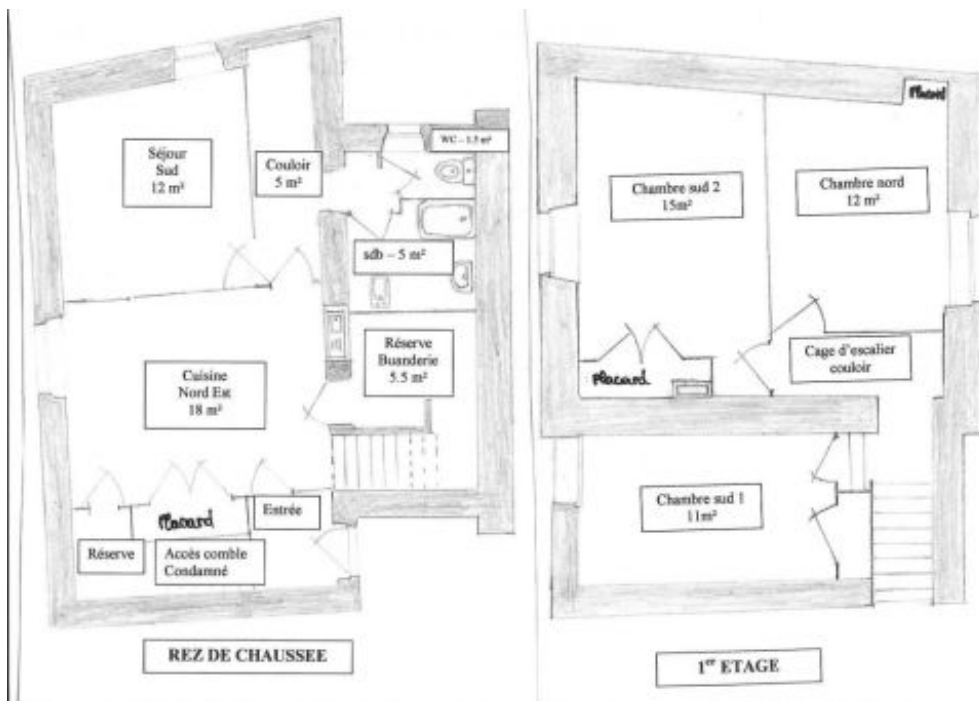 Séjour
Sud
12 m²
Couloir
5 m²
WC – 1.5 m²
sdb – 5 m²
Réserve
Buanderie
5.5 m²
Cuisine
Nord Est
18 m²
Placard
Entrée
Réserve
Accès comble
Condamné
REZ DE CHAUSSEE
Placard
Chambre sud 2
15m²
Chambre nord
12 m²
Cage d'escalier
couloir
Placard
Chambre sud 1
11m²
1er ETAGE